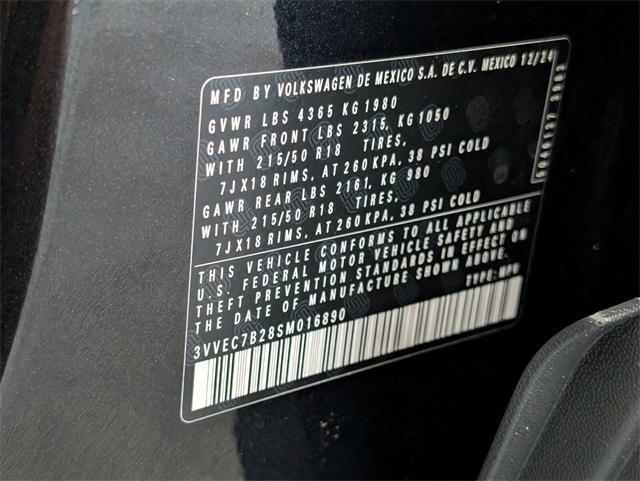 MFD BY VOLKSWAGEN DE MEXICO S.A. DE C.V. MEXICO 12/24
GVWR LBS 4365 KG 1980
GAWR FRONT LBS 2315, KG 1050
WITH 215/50 R18 TIRES,
7JX18 RIMS, AT 260 KPA, 38 PSI COLD
GAWR REAR LBS 2161, KG 980
WITH 215/50 R18 TIRES,
7JX18 RIMS, AT 260 KPA, 38 PSI COLD
THIS VEHICLE CONFORMS TO ALL APPLICABLE
U.S. FEDERAL MOTOR VEHICLE SAFETY AND
THEFT PREVENTION STANDARDS IN EFFECT ON
THE DATE OF MANUFACTURE SHOWN ABOVE.
TYPE: MPV
3VVEC7B28SM016890